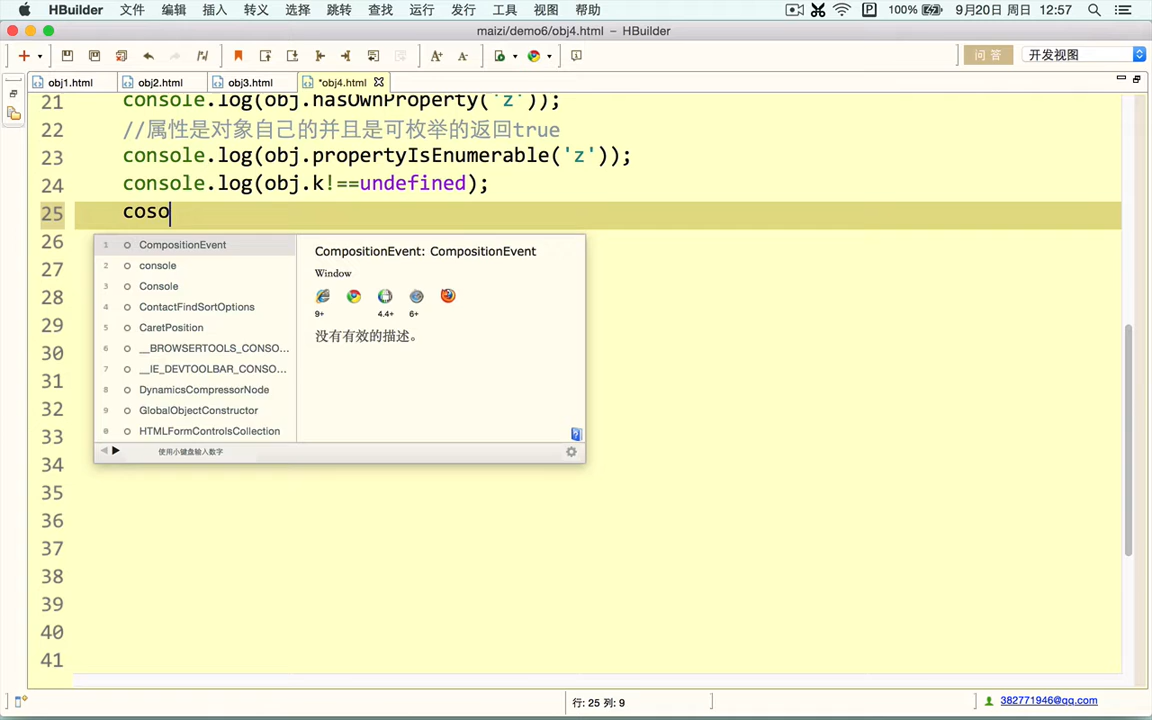 HBuilder 文件 编辑 插入 转义 选择 跳转 查找 运行 发行 工具 视图 帮助 100% 9月20日 周日 12:57
maizi/demo6/obj4.html – HBuilder
问 答 开发视图
obj1.html obj2.html obj3.html *obj4.html
21 console.log(obj.hasOwnProperty('z'));
22 //属性是对象自己的并且是可枚举的返回true
23 console.log(obj.propertyIsEnumerable('z'));
24 console.log(obj.k!==undefined);
25 coso
26
27
28
29
30
31
32
33
34
35
36
37
38
39
40
41
1 CompositionEvent
2 console
3 Console
4 ContactFindSortOptions
5 CaretPosition
6 __BROWSERTOOLS_CONSO...
7 __IE_DEVTOOLBAR_CONSO...
8 DynamicsCompressorNode
9 GlobalObjectConstructor
0 HTMLFormControlsCollection
使用小键盘输入数字
CompositionEvent: CompositionEvent
Window
9+ 4.4+ 6+
没有有效的描述。
行: 25 列: 9
382771946@qq.com